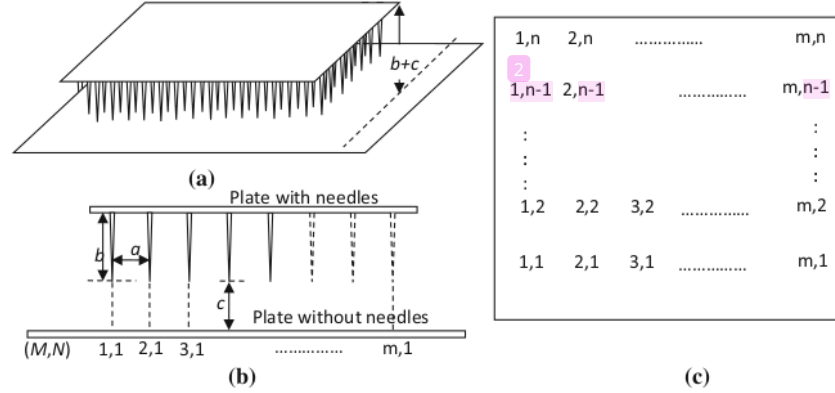 b+c
(a)
Plate with needles
b
a
c
Plate without needles
(M,N) 1,1 2,1 3,1 ................ m,1
(b)
1,n 2,n ............... m,n
2
1,n-1 2,n-1 ............... m,n-1
1,2 2,2 3,2 ............... m,2
1,1 2,1 3,1 ............... m,1
(c)